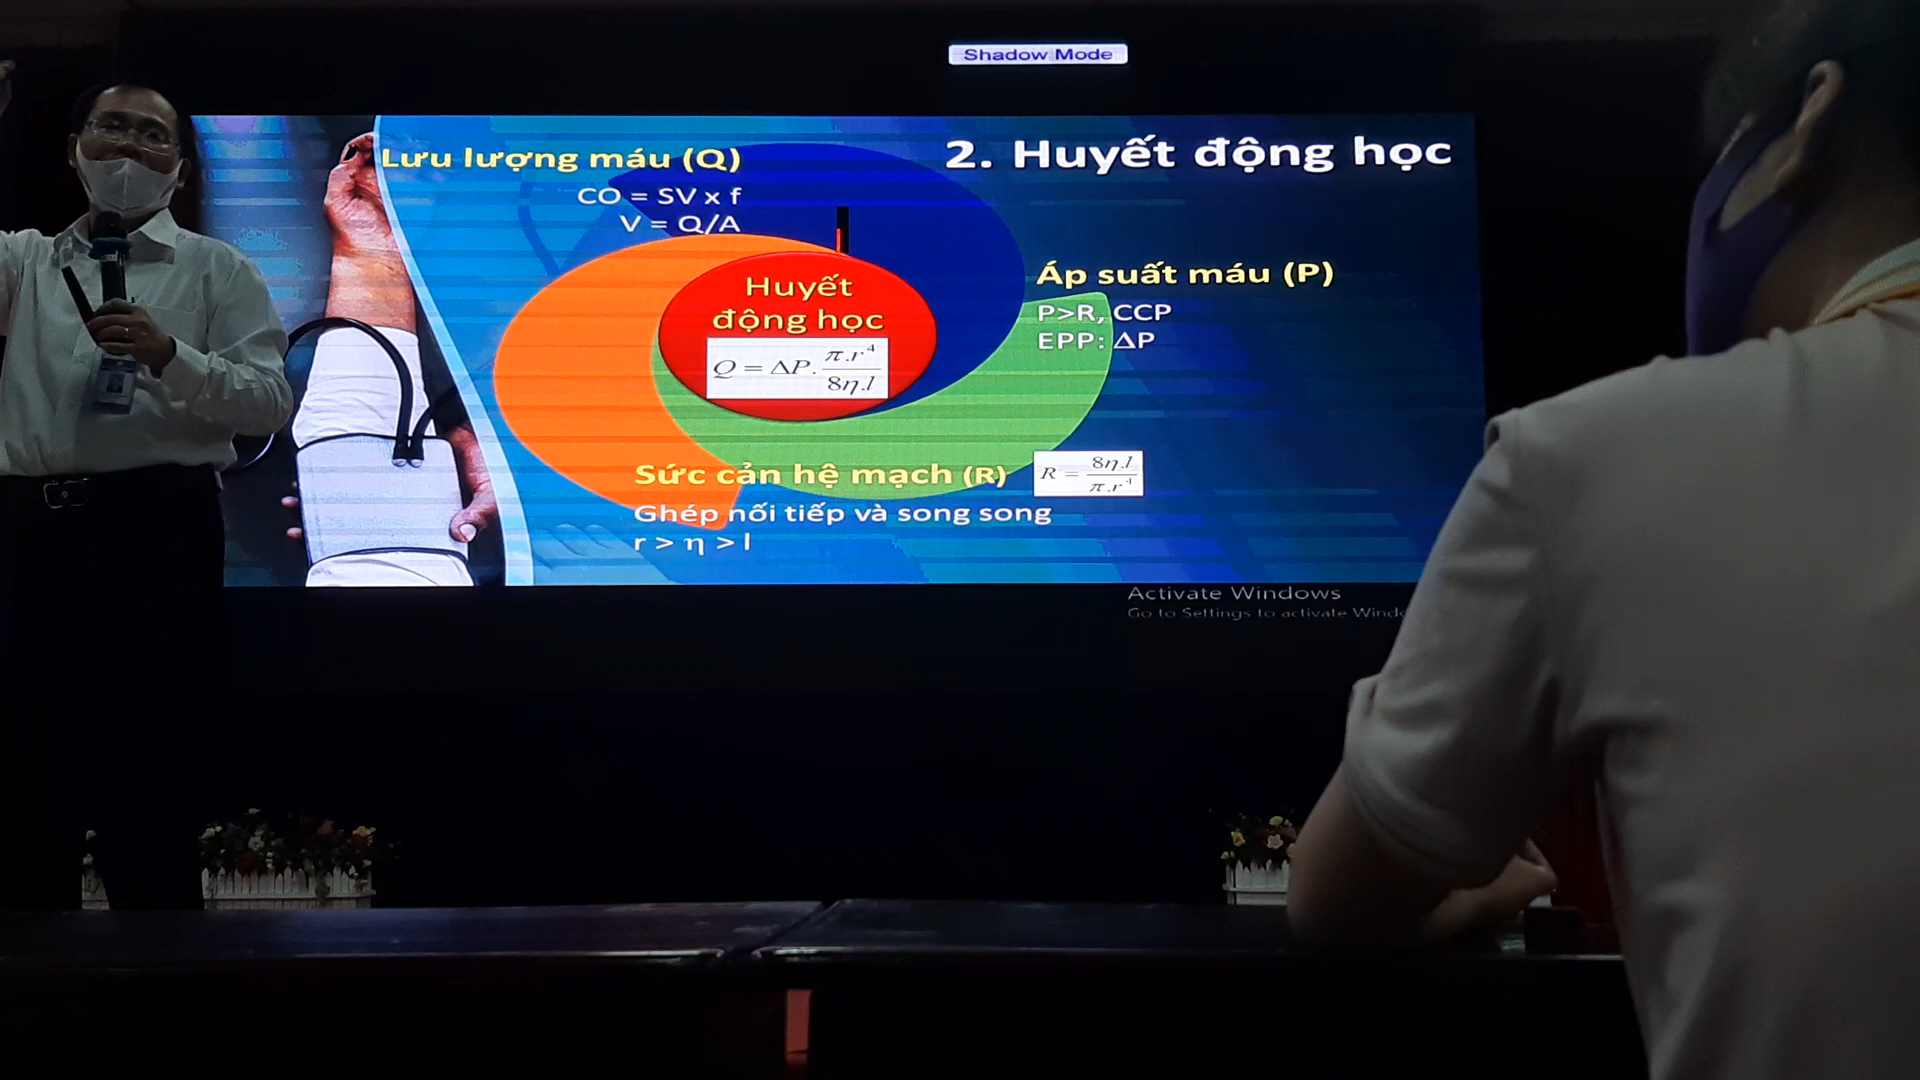 Shadow Mode
2. Huyết động học
Lưu lượng máu (Q)
CO = SV x f
V = Q/A
Áp suất máu (P)
P>R, CCP
EPP: ΔP
Huyết
động học
Q = ΔP. π.r⁴ / 8η.l
Sức cản hệ mạch (R)
R = 8η.l / π.r⁴
Ghép nối tiếp và song song
r > η > l
Activate Windows
Go to Settings to activate